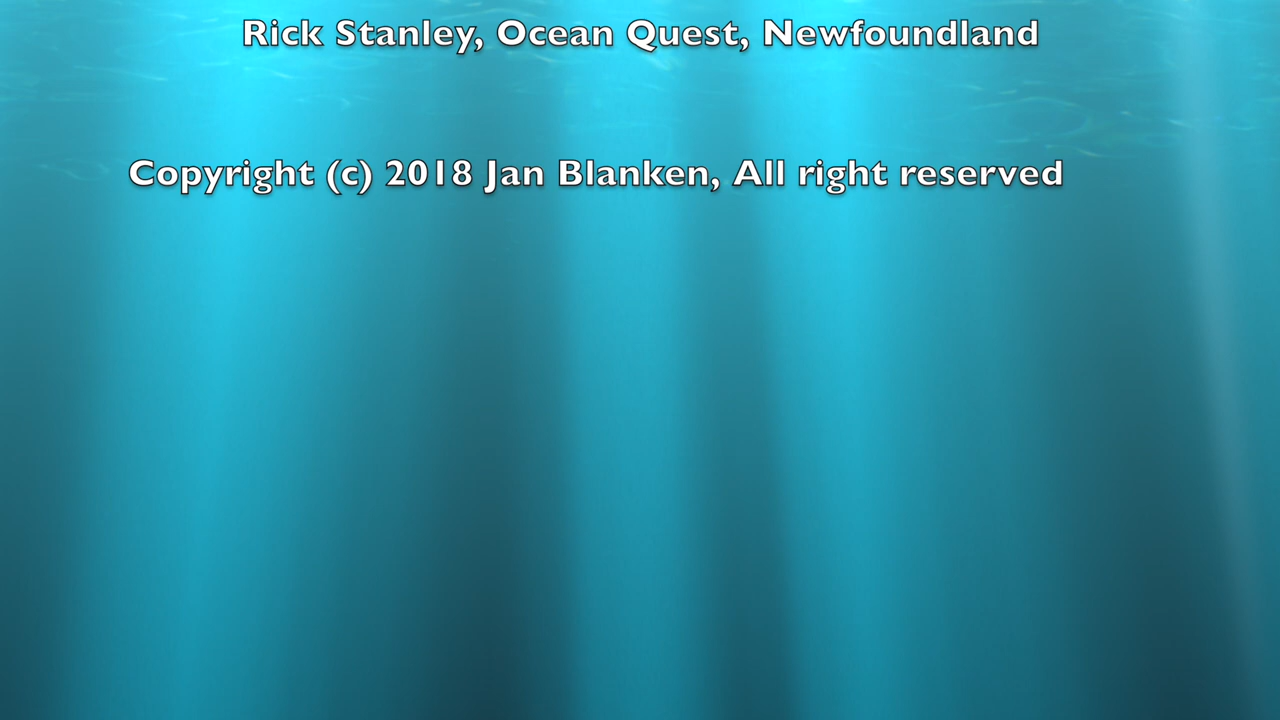 Rick Stanley, Ocean Quest, Newfoundland
Copyright (c) 2018 Jan Blanken, All right reserved